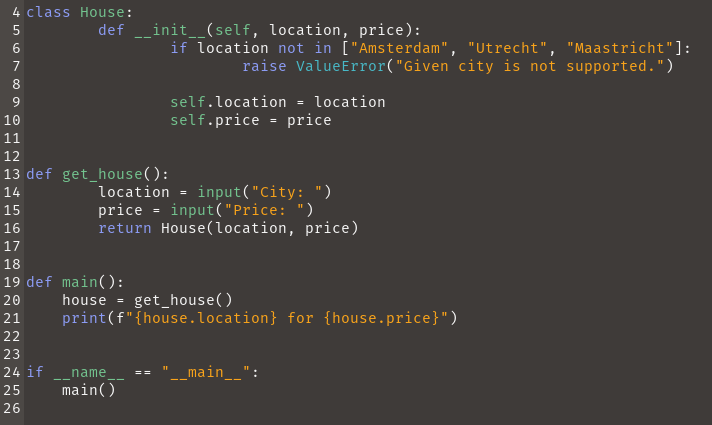 4 class House:
5         def __init__(self, location, price):
6                 if location not in ["Amsterdam", "Utrecht", "Maastricht"]:
7                         raise ValueError("Given city is not supported.")
8
9                 self.location = location
10                 self.price = price
11
12
13 def get_house():
14         location = input("City: ")
15         price = input("Price: ")
16         return House(location, price)
17
18
19 def main():
20     house = get_house()
21     print(f"{house.location} for {house.price}")
22
23
24 if __name__ == "__main__":
25     main()
26